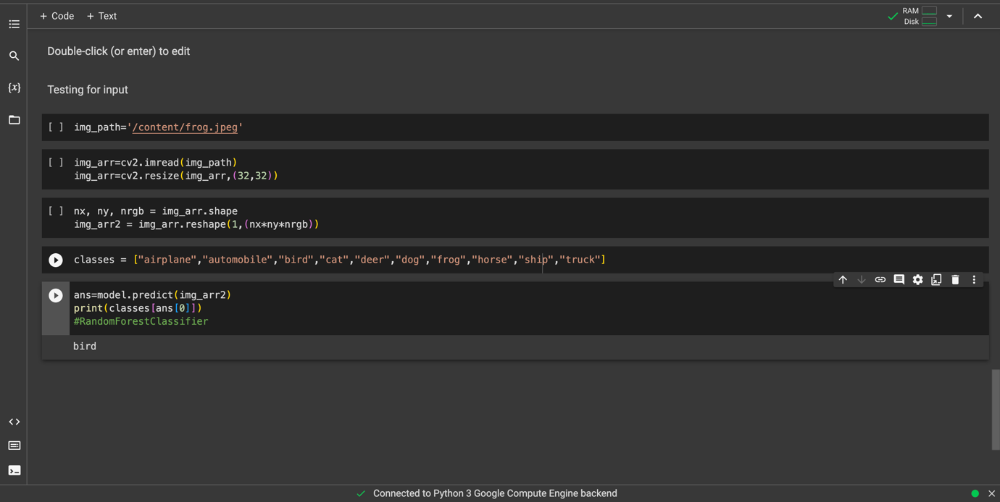 + Code + Text
RAM
Disk
Double-click (or enter) to edit
Testing for input
[ ] img_path='/content/frog.jpeg'
[ ] img_arr=cv2.imread(img_path)
img_arr=cv2.resize(img_arr,(32,32))
[ ] nx, ny, nrgb = img_arr.shape
img_arr2 = img_arr.reshape(1,(nx*ny*nrgb))
classes = ["airplane","automobile","bird","cat","deer","dog","frog","horse","ship","truck"]
ans=model.predict(img_arr2)
print(classes[ans[0]])
#RandomForestClassifier
bird
Connected to Python 3 Google Compute Engine backend